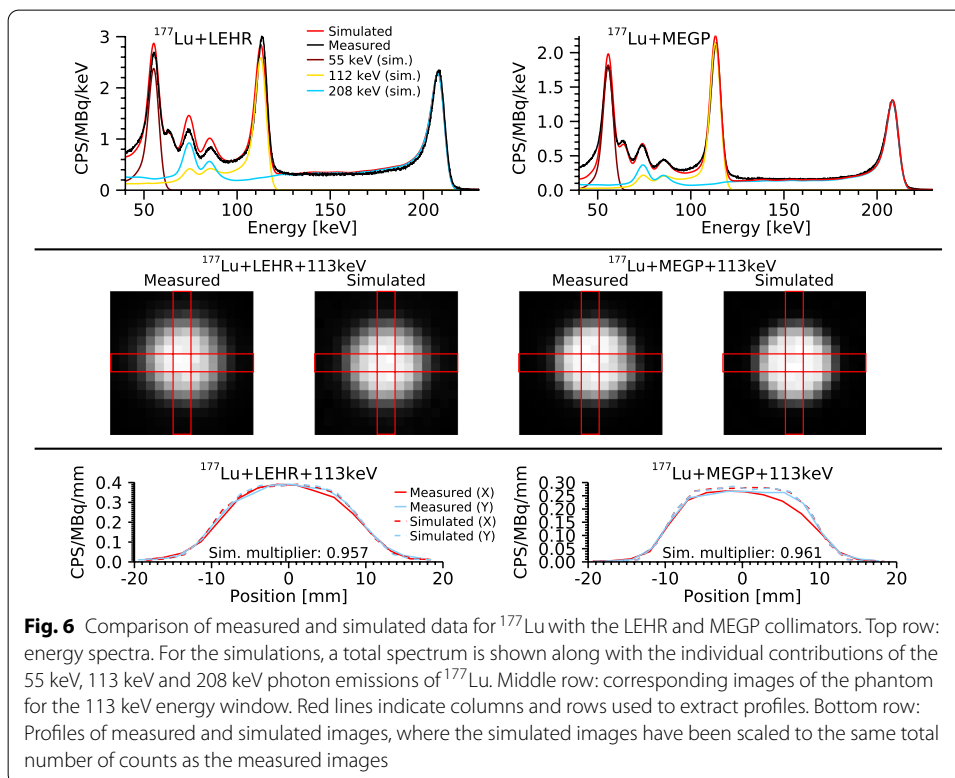 177Lu+LEHR
Simulated
Measured
55 keV (sim.)
112 keV (sim.)
208 keV (sim.)
CPS/MBq/keV
3
2
1
0
50 100 150 200
Energy [keV]
177Lu+MEGP
CPS/MBq/keV
2.0
1.5
1.0
0.5
0.0
50 100 150 200
Energy [keV]
177Lu+LEHR+113keV
Measured Simulated
177Lu+MEGP+113keV
Measured Simulated
177Lu+LEHR+113keV
Measured (X)
Measured (Y)
Simulated (X)
Simulated (Y)
CPS/MBq/mm
0.4
0.3
0.2
0.1
0.0
Sim. multiplier: 0.957
-20 -10 0 10 20
Position [mm]
177Lu+MEGP+113keV
CPS/MBq/mm
0.30
0.25
0.20
0.15
0.10
0.05
0.00
Sim. multiplier: 0.961
-20 -10 0 10 20
Position [mm]
Fig. 6 Comparison of measured and simulated data for 177Lu with the LEHR and MEGP collimators. Top row:
energy spectra. For the simulations, a total spectrum is shown along with the individual contributions of the
55 keV, 113 keV and 208 keV photon emissions of 177Lu. Middle row: corresponding images of the phantom
for the 113 keV energy window. Red lines indicate columns and rows used to extract profiles. Bottom row:
Profiles of measured and simulated images, where the simulated images have been scaled to the same total
number of counts as the measured images